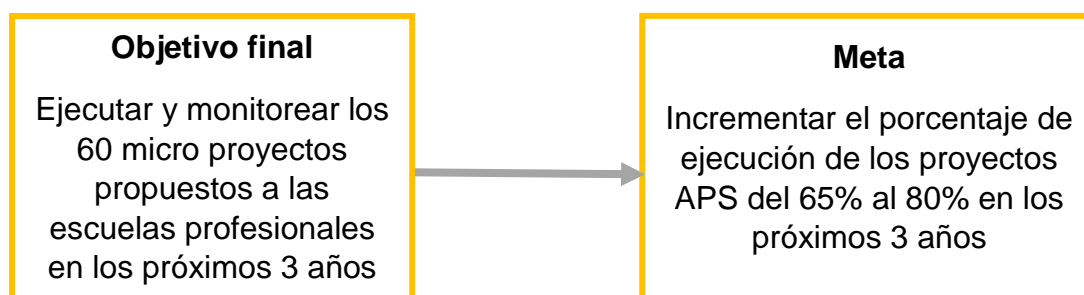 Objetivo final
Ejecutar y monitorear los
60 micro proyectos
propuestos a las
escuelas profesionales
en los próximos 3 años
Meta
Incrementar el porcentaje de
ejecución de los proyectos
APS del 65% al 80% en los
próximos 3 años